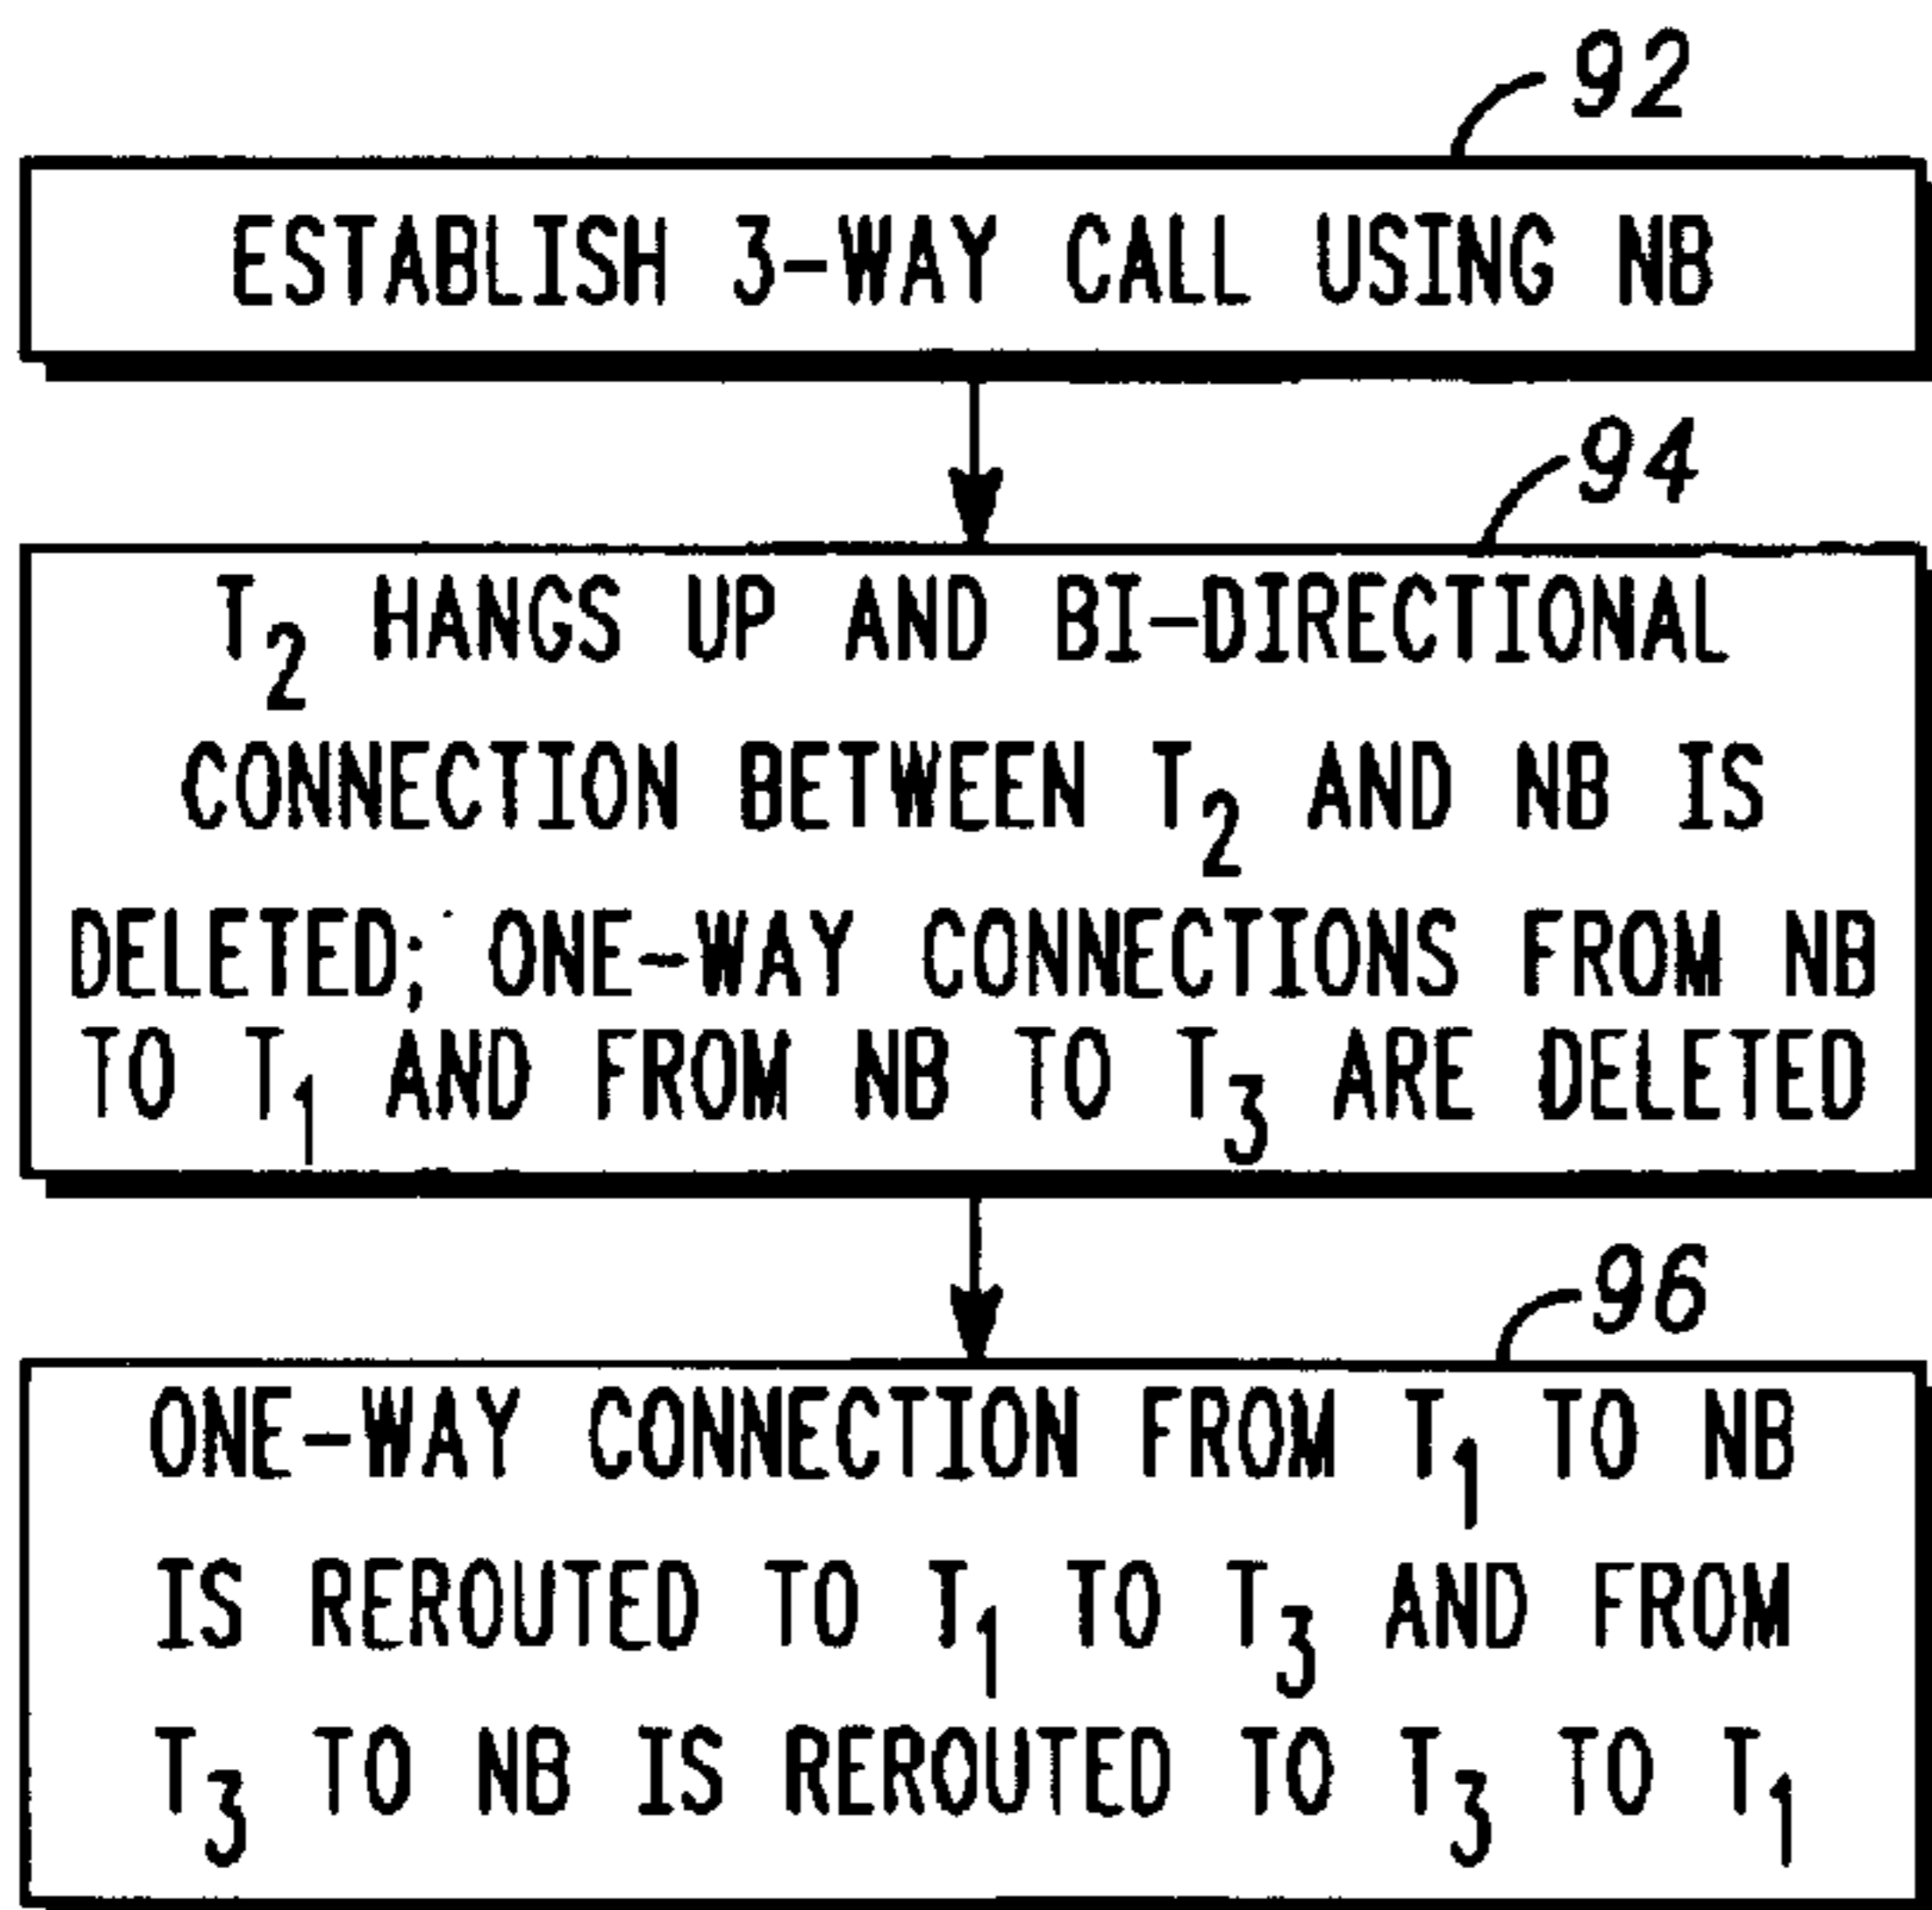 92
ESTABLISH 3-WAY CALL USING NB
94
T₂ HANGS UP AND BI-DIRECTIONAL
CONNECTION BETWEEN T₂ AND NB IS
DELETED; ONE-WAY CONNECTIONS FROM NB
TO T₁ AND FROM NB TO T₃ ARE DELETED
96
ONE-WAY CONNECTION FROM T₁ TO NB
IS REROUTED TO T₁ TO T₃ AND FROM
T₃ TO NB IS REROUTED TO T₃ TO T₁